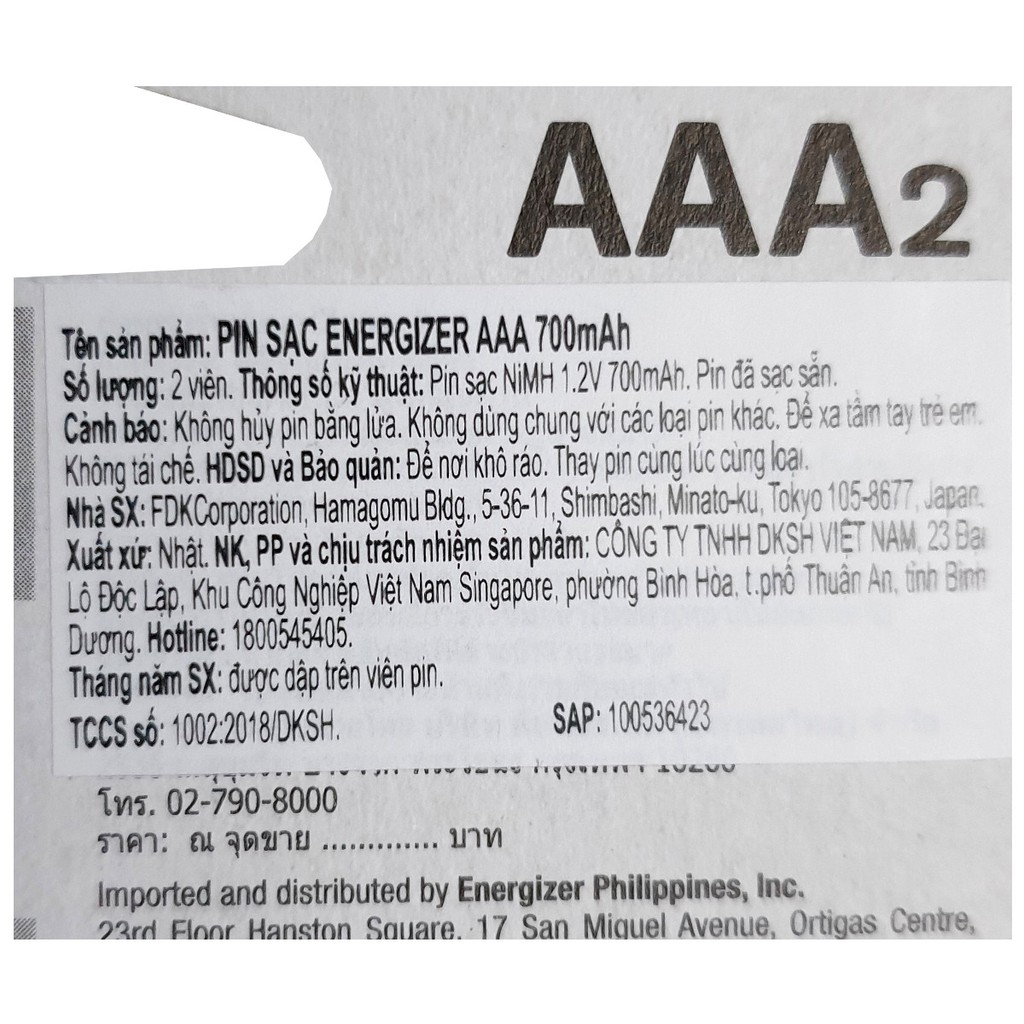 AAA2
Tên sản phẩm: PIN SẠC ENERGIZER AAA 700mAh
Số lượng: 2 viên. Thông số kỹ thuật: Pin sạc NiMH 1.2V 700mAh. Pin đã sạc sẵn.
Cảnh báo: Không hủy pin bằng lửa. Không dùng chung với các loại pin khác. Để xa tầm tay trẻ em.
Không tái chế. HDSD và Bảo quản: Để nơi khô ráo. Thay pin cùng lúc cùng loại.
Nhà SX: FDKCorporation, Hamagomu Bldg., 5-36-11, Shimbashi, Minato-ku, Tokyo 105-8677, Japan.
Xuất xứ: Nhật. NK, PP và chịu trách nhiệm sản phẩm: CÔNG TY TNHH DKSH VIỆT NAM, 23 Đại
Lộ Độc Lập, Khu Công Nghiệp Việt Nam Singapore, phường Bình Hòa, t.phố Thuận An, tỉnh Bình
Dương. Hotline: 1800545405.
Tháng năm SX: được dập trên viên pin.
TCCS số: 1002:2018/DKSH. SAP: 100536423
โทร. 02-790-8000
ราคา: ณ จุดขาย .............. บาท
Imported and distributed by Energizer Philippines, Inc.
23rd Floor Hanston Square, 17 San Miguel Avenue, Ortigas Centre,